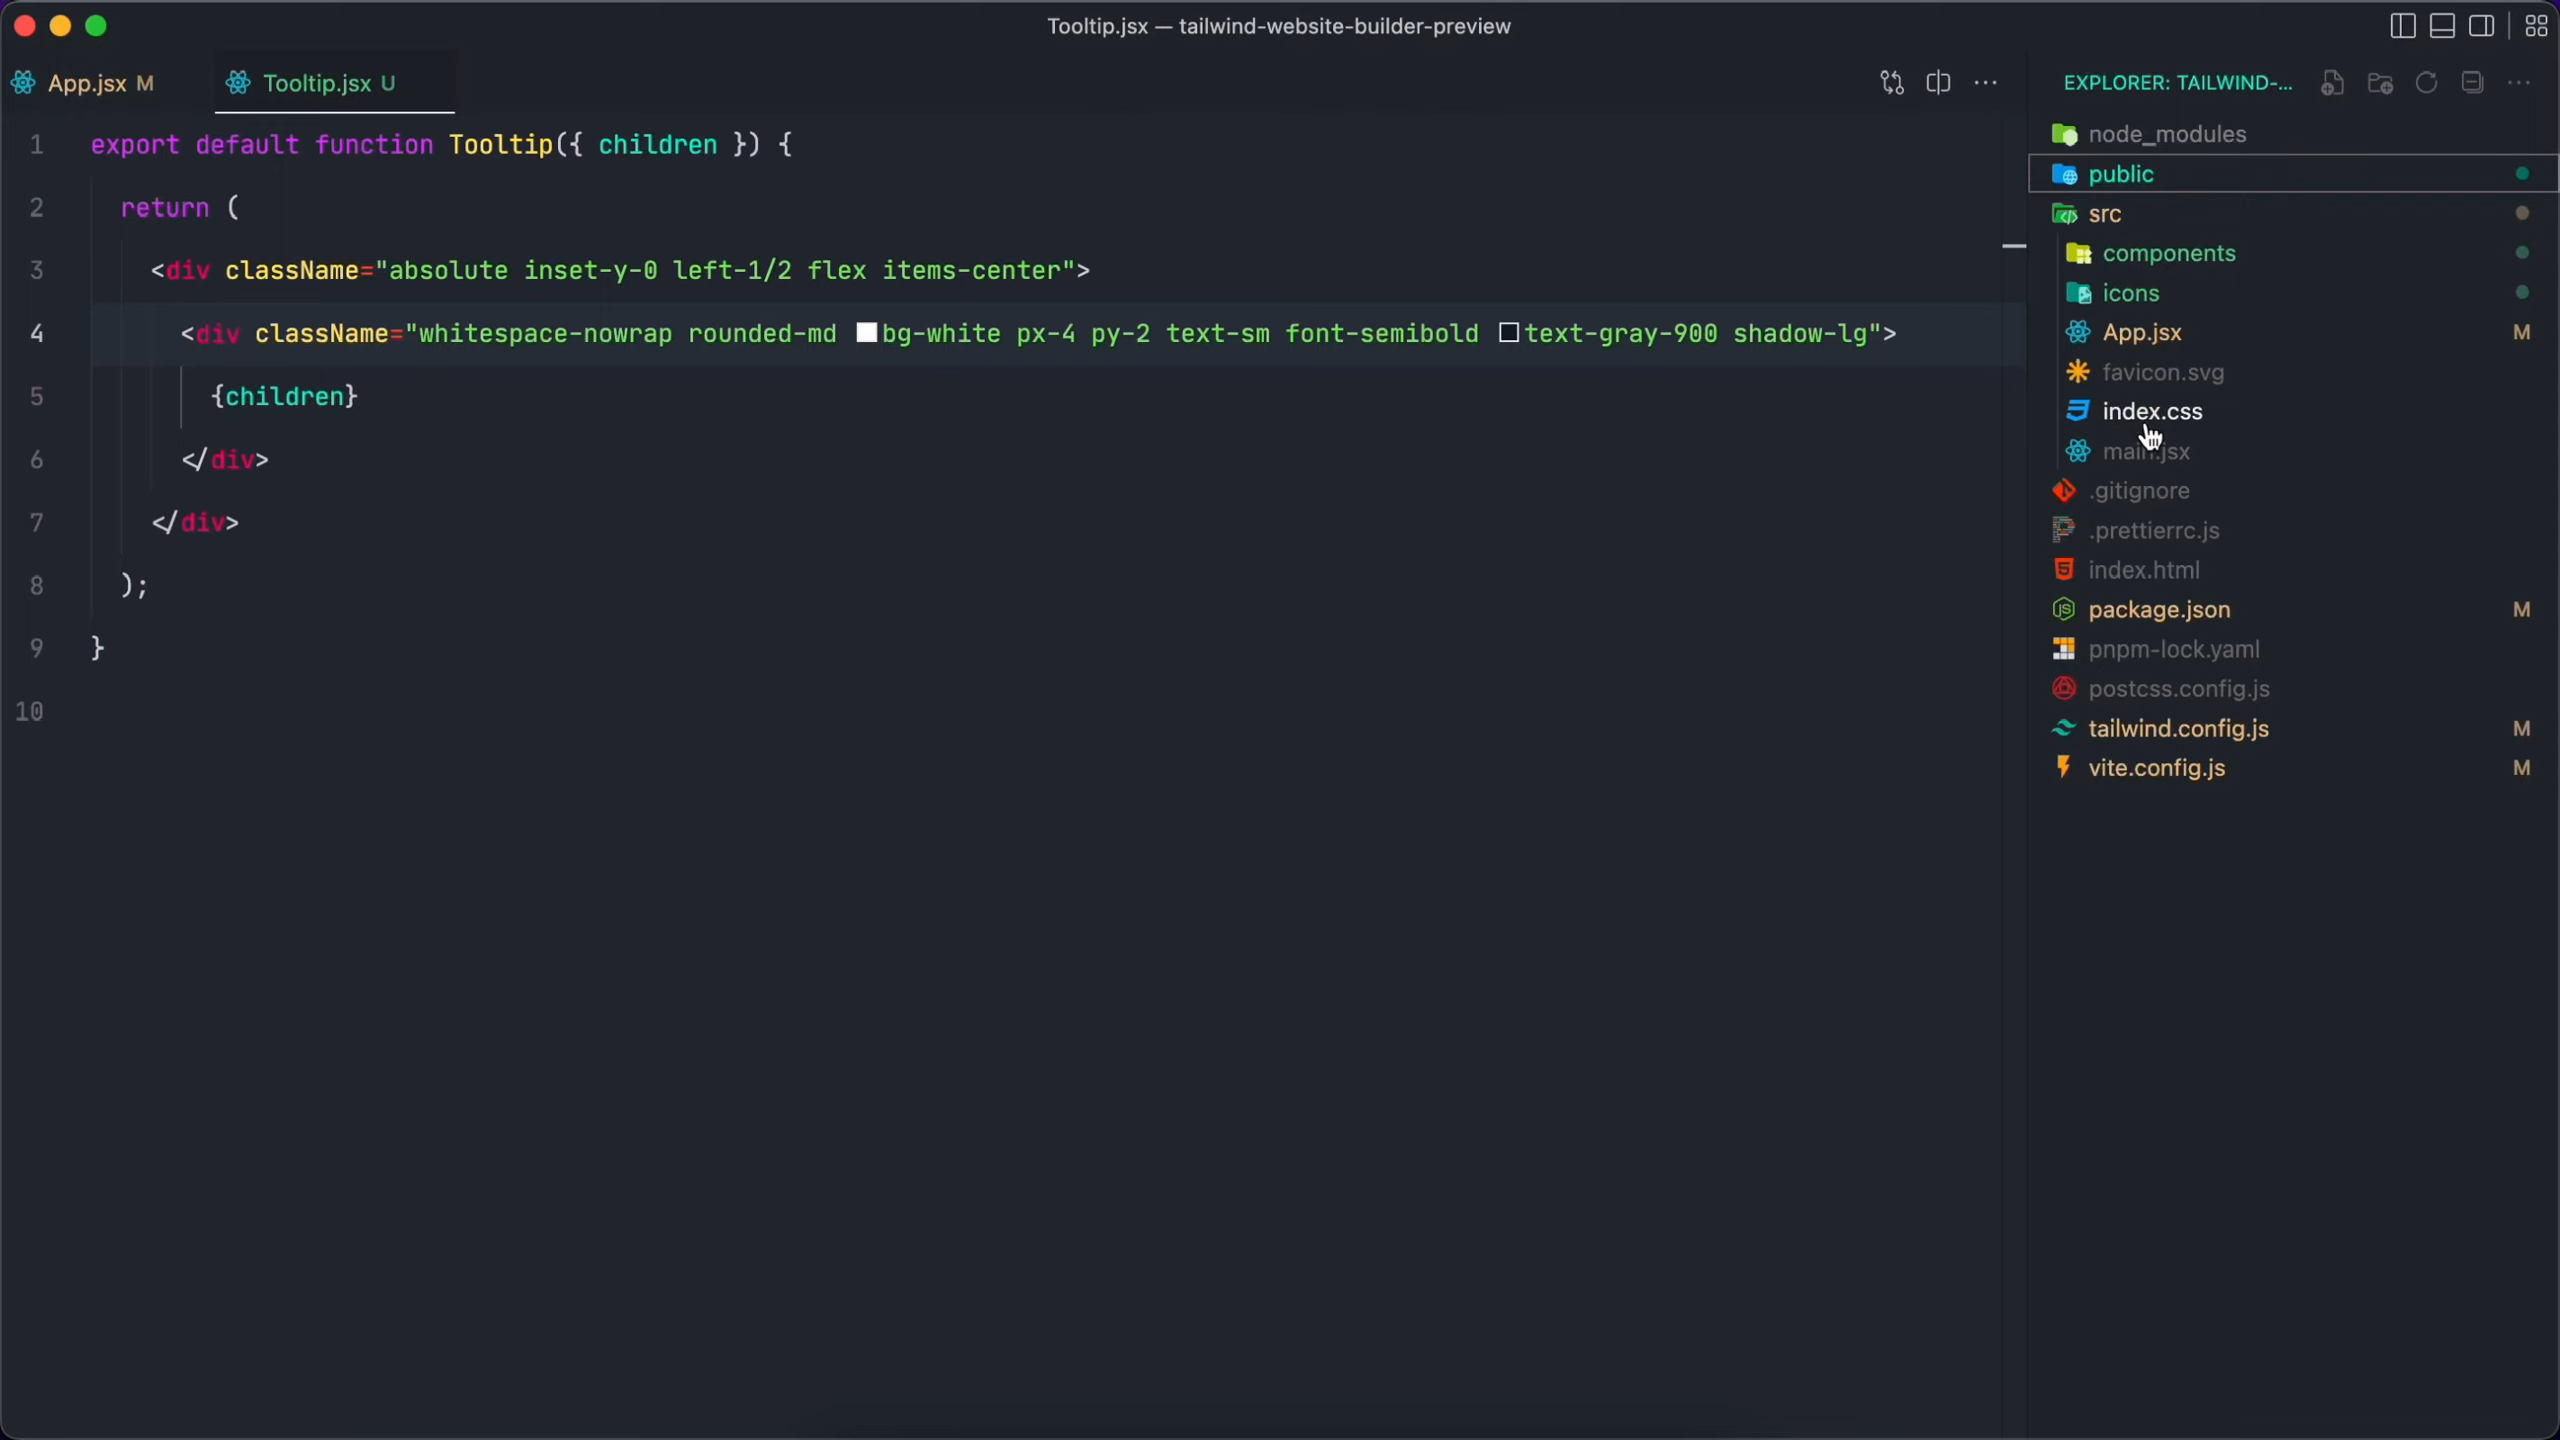 Tooltip.jsx — tailwind-website-builder-preview
App.jsx M
Tooltip.jsx U
1 export default function Tooltip({ children }) {
2 return (
3 <div className="absolute inset-y-0 left-1/2 flex items-center">
4 <div className="whitespace-nowrap rounded-md bg-white px-4 py-2 text-sm font-semibold text-gray-900 shadow-lg">
5 {children}
6 </div>
7 </div>
8 );
9 }
10
EXPLORER: TAILWIND-...
node_modules
public
src
components
icons
App.jsx M
favicon.svg
index.css
main.jsx
.gitignore
.prettierrc.js
index.html
package.json M
pnpm-lock.yaml
postcss.config.js
tailwind.config.js M
vite.config.js M